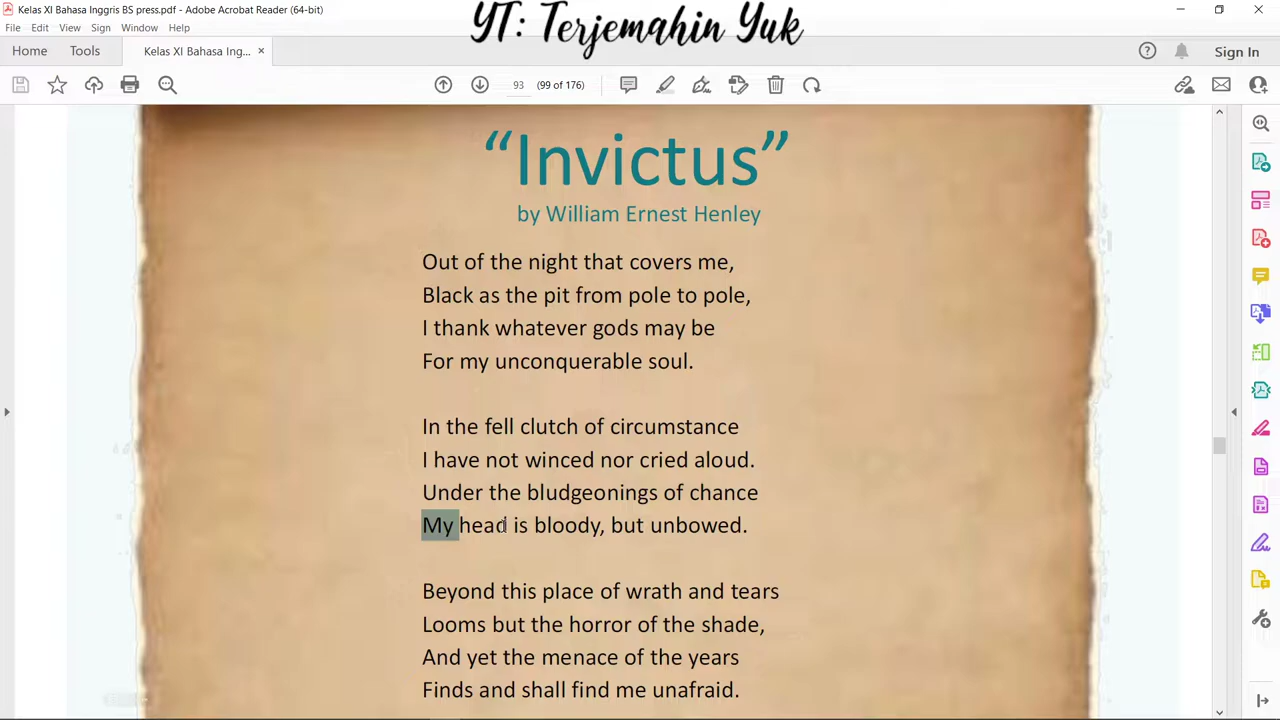 Kelas XI Bahasa Inggris BS press.pdf - Adobe Acrobat Reader (64-bit)
YT: Terjemahin Yuk
File Edit View Sign Window Help
Home Tools Kelas XI Bahasa Ing... × Sign In
93 (99 of 176)
“Invictus”
by William Ernest Henley
Out of the night that covers me,
Black as the pit from pole to pole,
I thank whatever gods may be
For my unconquerable soul.
In the fell clutch of circumstance
I have not winced nor cried aloud.
Under the bludgeonings of chance
My head is bloody, but unbowed.
Beyond this place of wrath and tears
Looms but the horror of the shade,
And yet the menace of the years
Finds and shall find me unafraid.